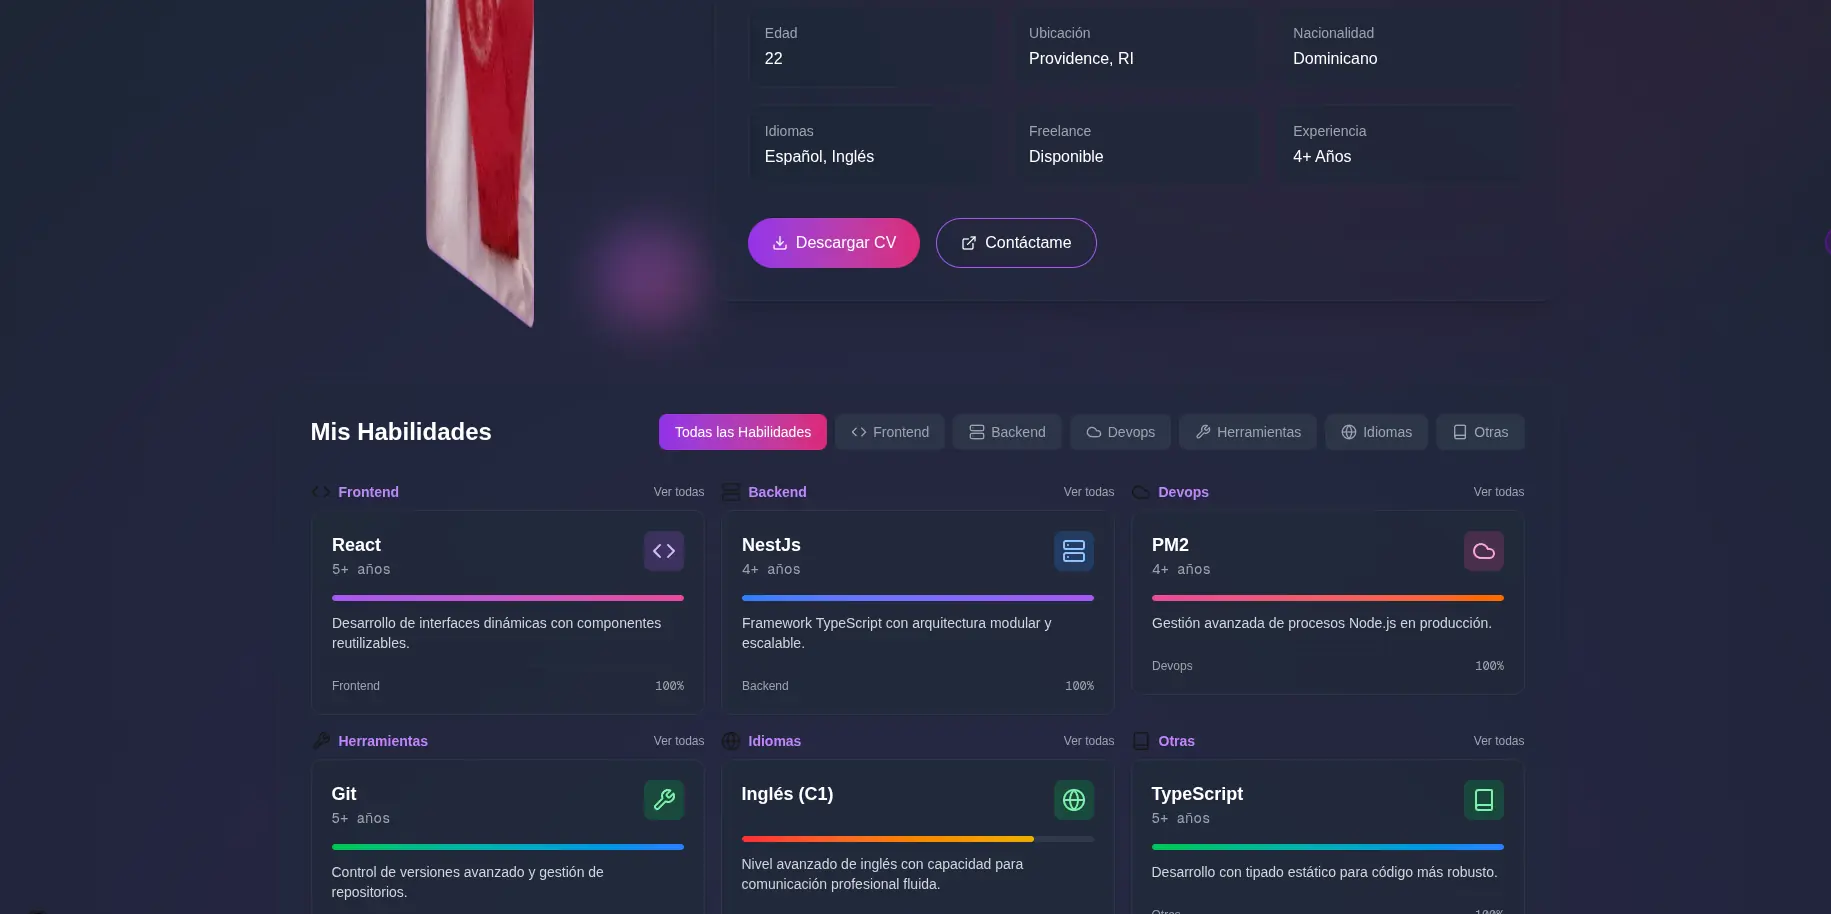 Edad
22
Ubicación
Providence, RI
Nacionalidad
Dominicano
Idiomas
Español, Inglés
Freelance
Disponible
Experiencia
4+ Años
Descargar CV
Contáctame
Mis Habilidades
Todas las Habilidades
Frontend
Backend
Devops
Herramientas
Idiomas
Otras
Frontend
Ver todas
React
5+ años
Desarrollo de interfaces dinámicas con componentes
reutilizables.
Frontend
100%
Backend
Ver todas
NestJs
4+ años
Framework TypeScript con arquitectura modular y
escalable.
Backend
100%
Devops
Ver todas
PM2
4+ años
Gestión avanzada de procesos Node.js en producción.
Devops
100%
Herramientas
Ver todas
Git
5+ años
Control de versiones avanzado y gestión de
repositorios.
Idiomas
Ver todas
Inglés (C1)
Nivel avanzado de inglés con capacidad para
comunicación profesional fluida.
Otras
Ver todas
TypeScript
5+ años
Desarrollo con tipado estático para código más robusto.
Otras
100%